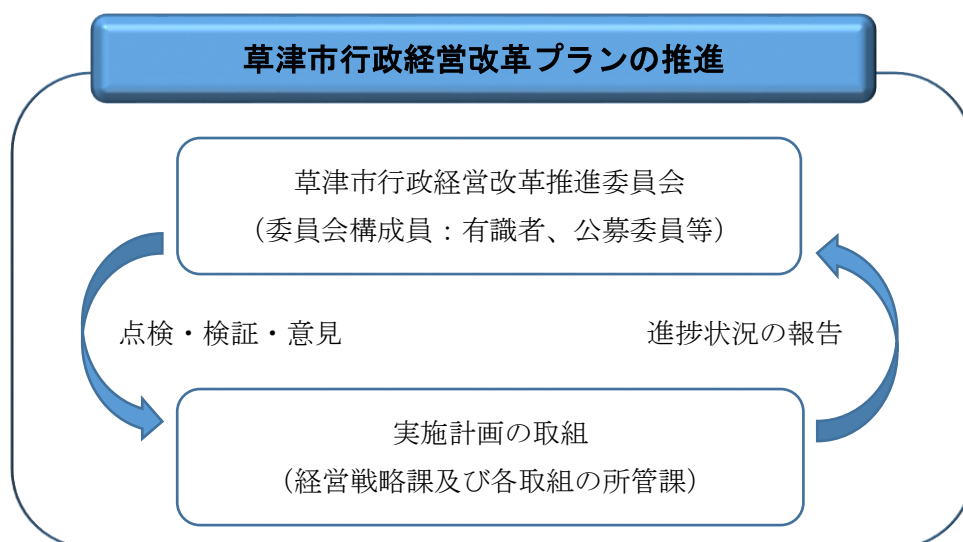 草津市行政経営改革プランの推進
草津市行政経営改革推進委員会
（委員会構成員：有識者、公募委員等）
点検・検証・意見
進捗状況の報告
実施計画の取組
（経営戦略課及び各取組の所管課）